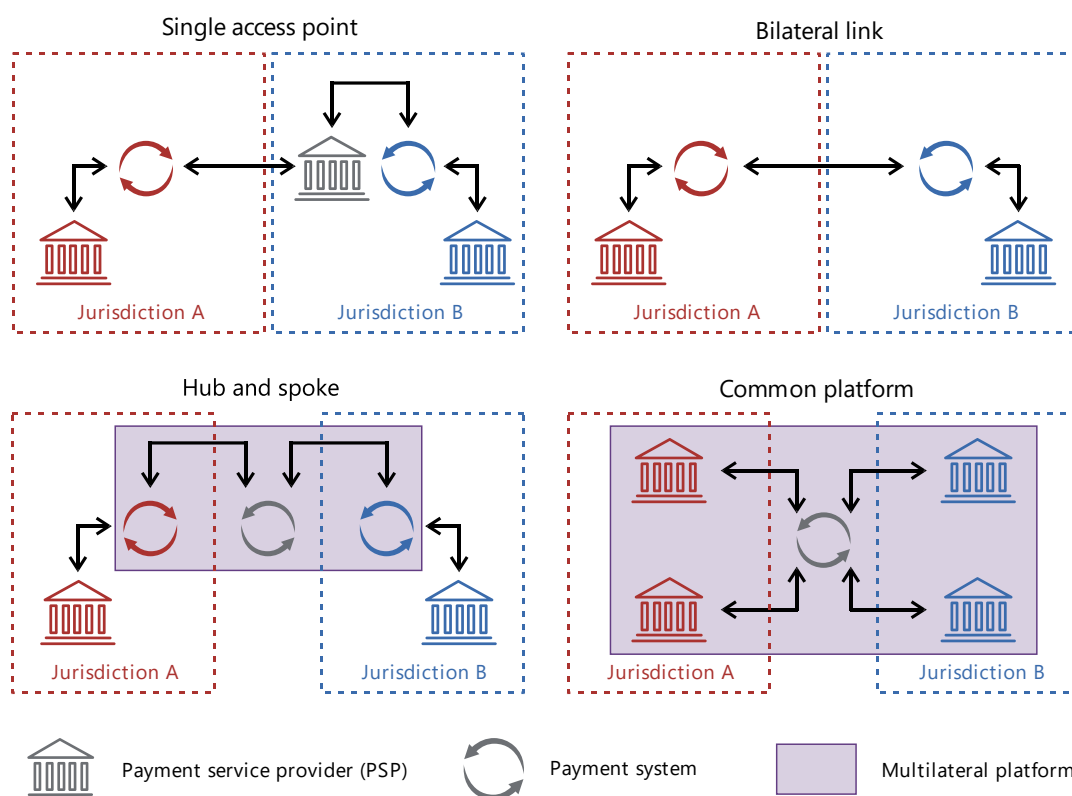 Single access point
Bilateral link
Jurisdiction A
Jurisdiction B
Jurisdiction A
Jurisdiction B
Hub and spoke
Common platform
Jurisdiction A
Jurisdiction B
Jurisdiction A
Jurisdiction B
Payment service provider (PSP)
Payment system
Multilateral platform